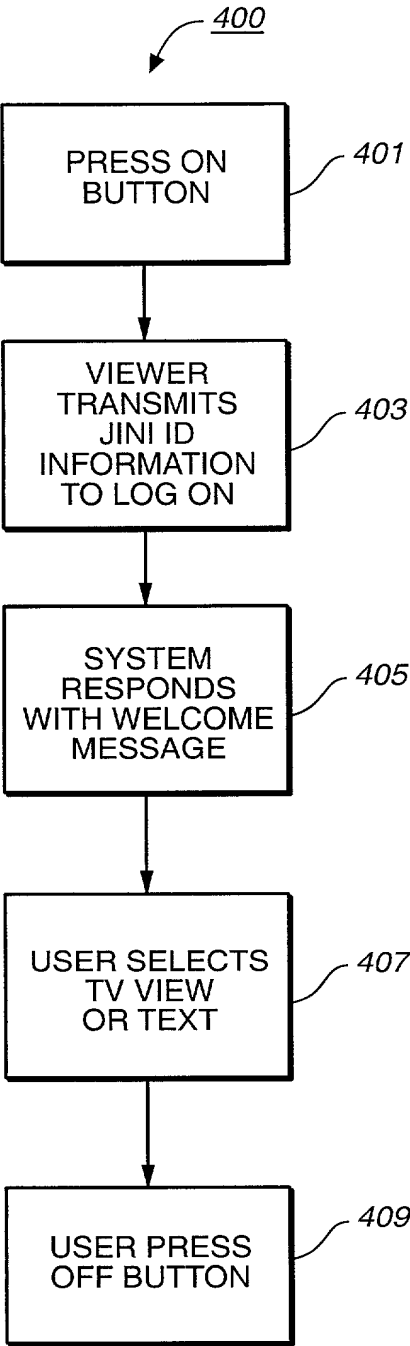 400
PRESS ON
BUTTON
401
VIEWER
TRANSMITS
JINI ID
INFORMATION
TO LOG ON
403
SYSTEM
RESPONDS
WITH WELCOME
MESSAGE
405
USER SELECTS
TV VIEW
OR TEXT
407
USER PRESS
OFF BUTTON
409